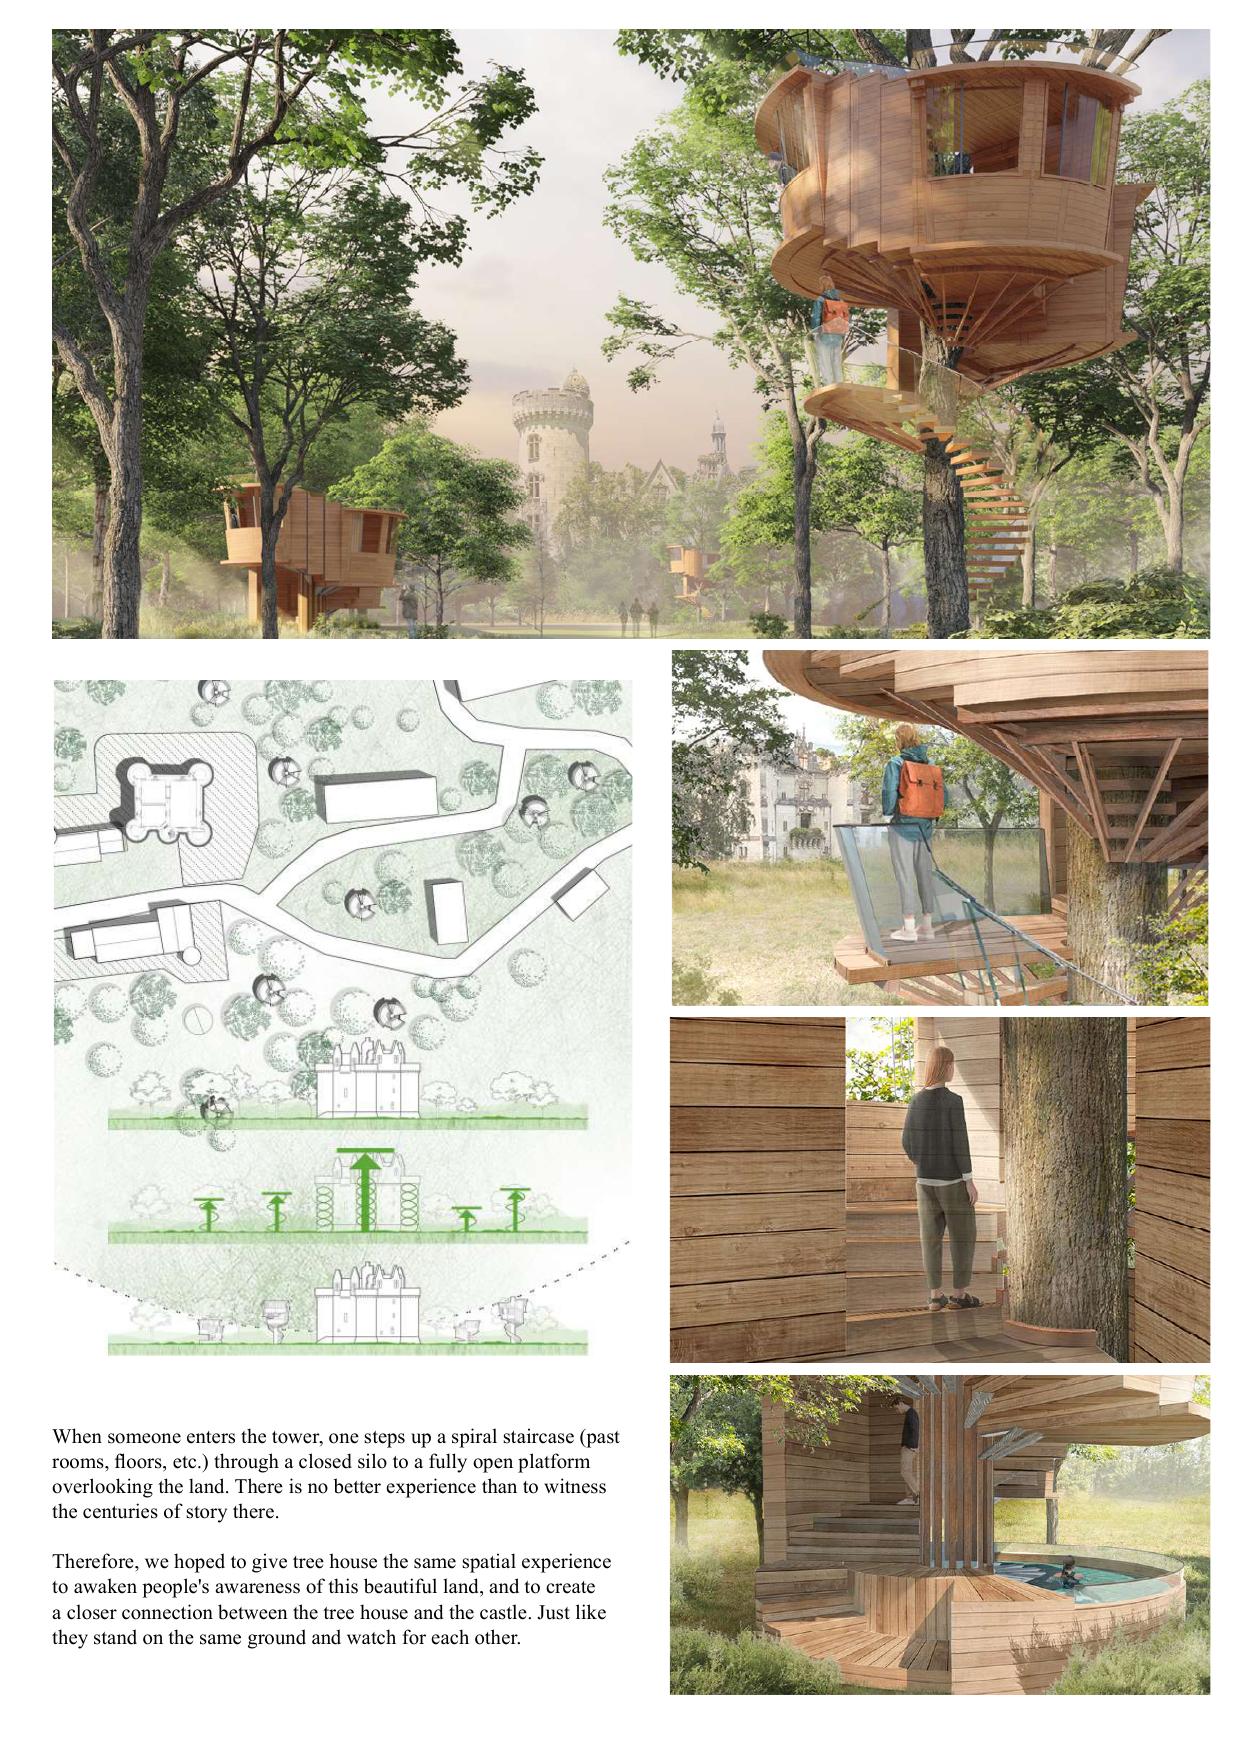 When someone enters the tower, one steps up a spiral staircase (past
rooms, floors, etc.) through a closed silo to a fully open platform
overlooking the land. There is no better experience than to witness
the centuries of story there.
Therefore, we hoped to give tree house the same spatial experience
to awaken people's awareness of this beautiful land, and to create
a closer connection between the tree house and the castle. Just like
they stand on the same ground and watch for each other.